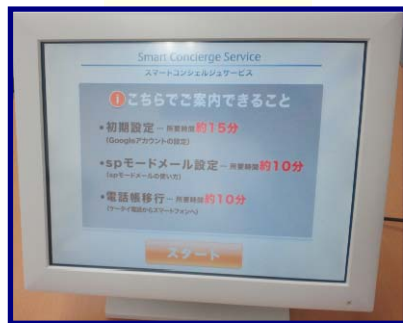 Smart Concierge Service
スマートコンシェルジュサービス
i こちらでご案内できること
・初期設定 － 所要時間 約15分
(Googleアカウントの設定)
・spモードメール設定 － 所要時間 約10分
(spモードメールの使い方)
・電話帳移行 － 所要時間 約10分
(ケータイ電話からスマートフォンへ)
スタート